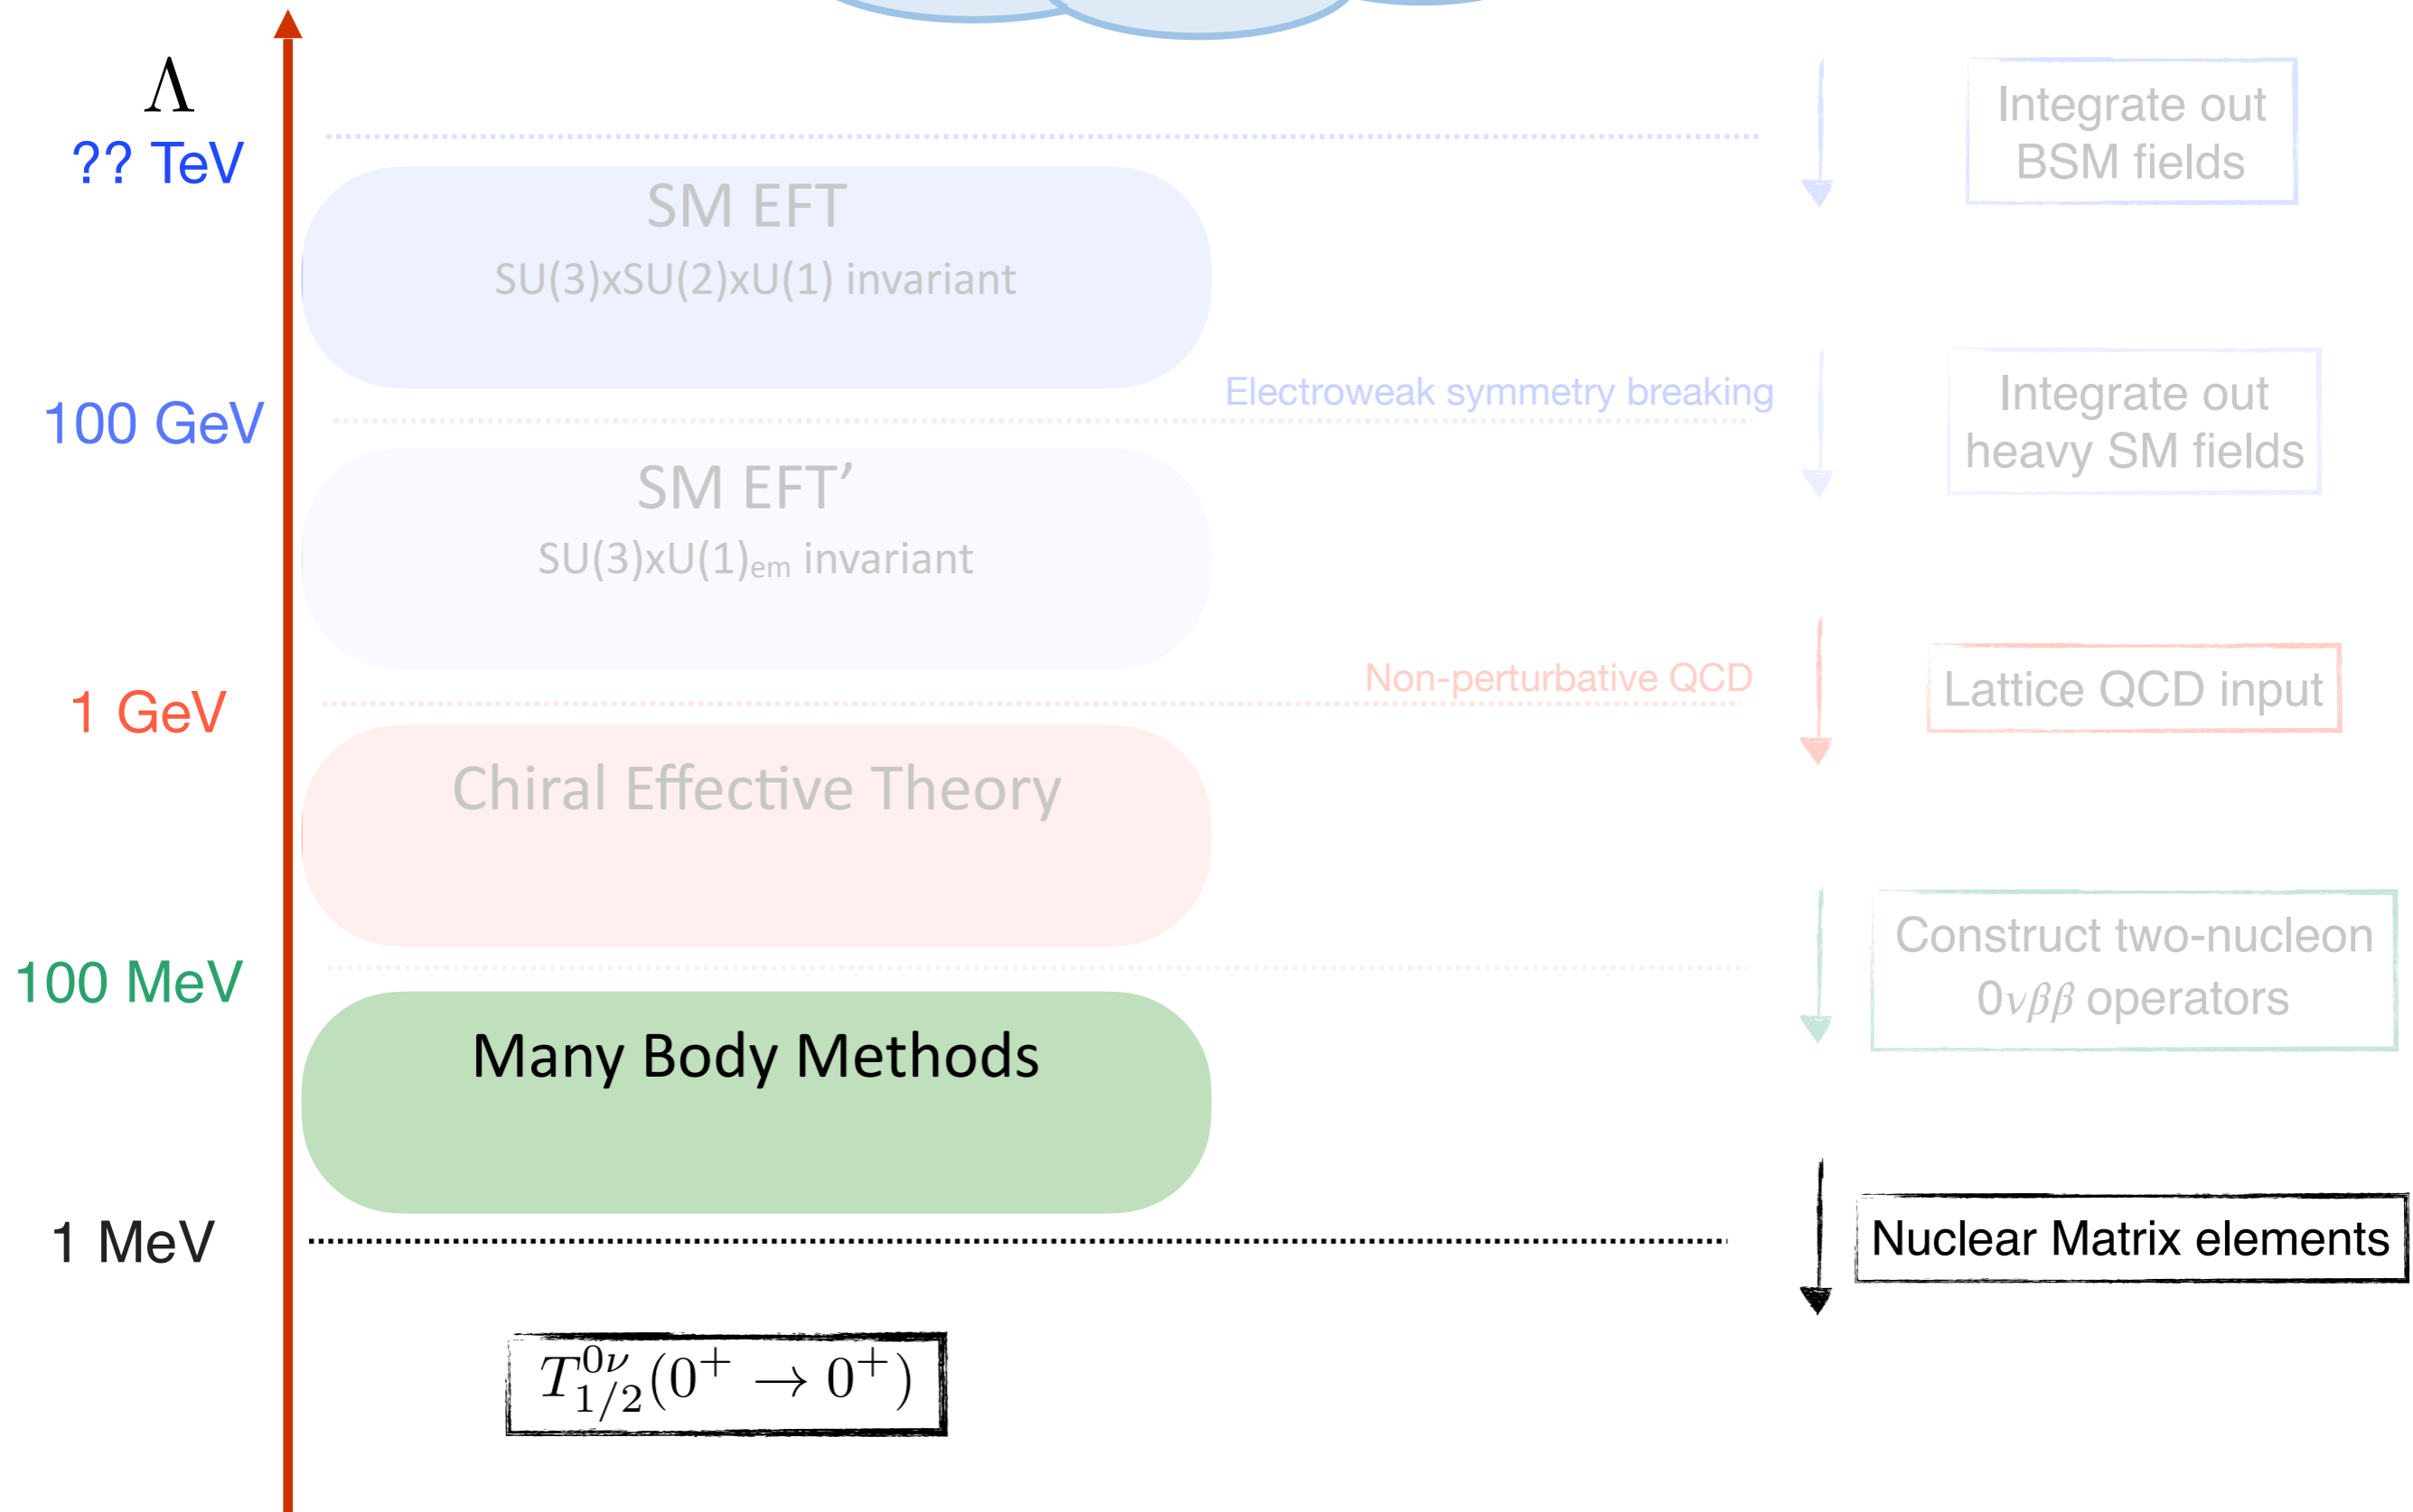 Λ
?? TeV
Integrate out
BSM fields
SM EFT
SU(3)xSU(2)xU(1) invariant
100 GeV
Electroweak symmetry breaking
Integrate out
heavy SM fields
SM EFT’
SU(3)xU(1)em invariant
1 GeV
Non-perturbative QCD
Lattice QCD input
Chiral Effective Theory
100 MeV
Construct two-nucleon
0νββ operators
Many Body Methods
1 MeV
Nuclear Matrix elements
T^{0ν}_{1/2}(0⁺ → 0⁺)